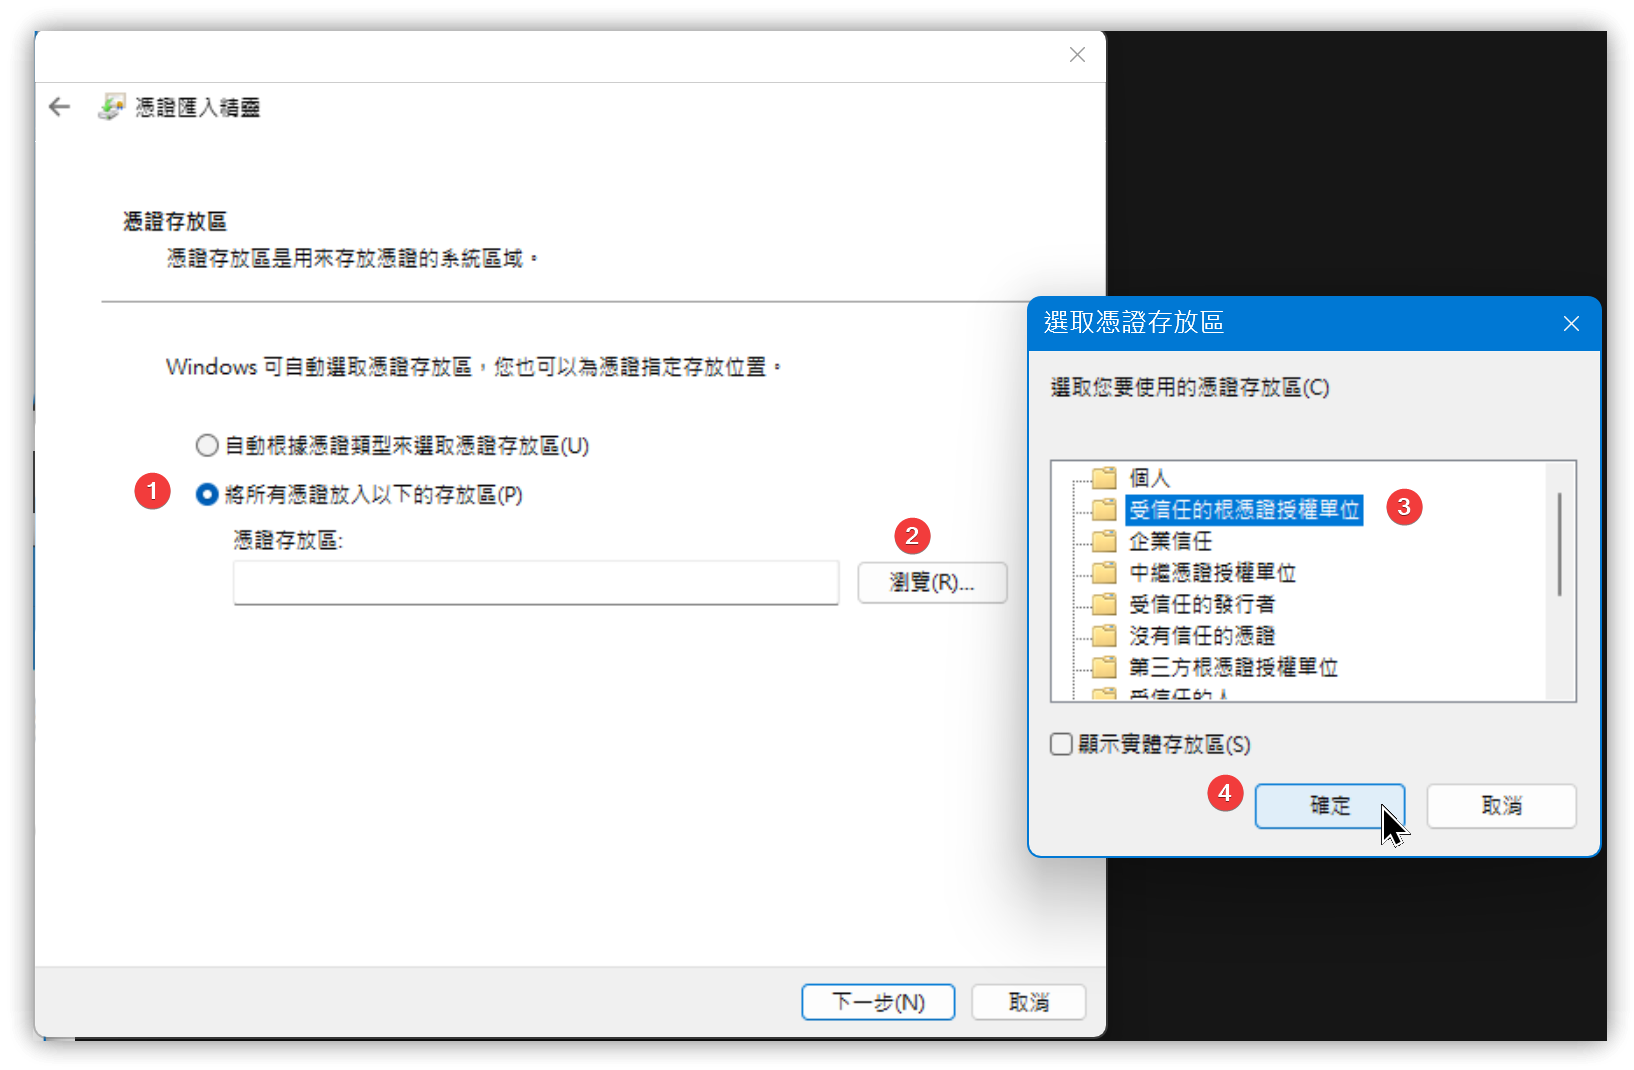 憑證匯入精靈
憑證存放區
憑證存放區是用來存放憑證的系統區域。
Windows 可自動選取憑證存放區，您也可以為憑證指定存放位置。
自動根據憑證類型來選取憑證存放區(U)
1 將所有憑證放入以下的存放區(P)
憑證存放區:
2
瀏覽(R)...
下一步(N)
取消
選取憑證存放區
選取您要使用的憑證存放區(C)
個人
受信任的根憑證授權單位 3
企業信任
中繼憑證授權單位
受信任的發行者
沒有信任的憑證
第三方根憑證授權單位
受信任的人
顯示實體存放區(S)
4 確定
取消